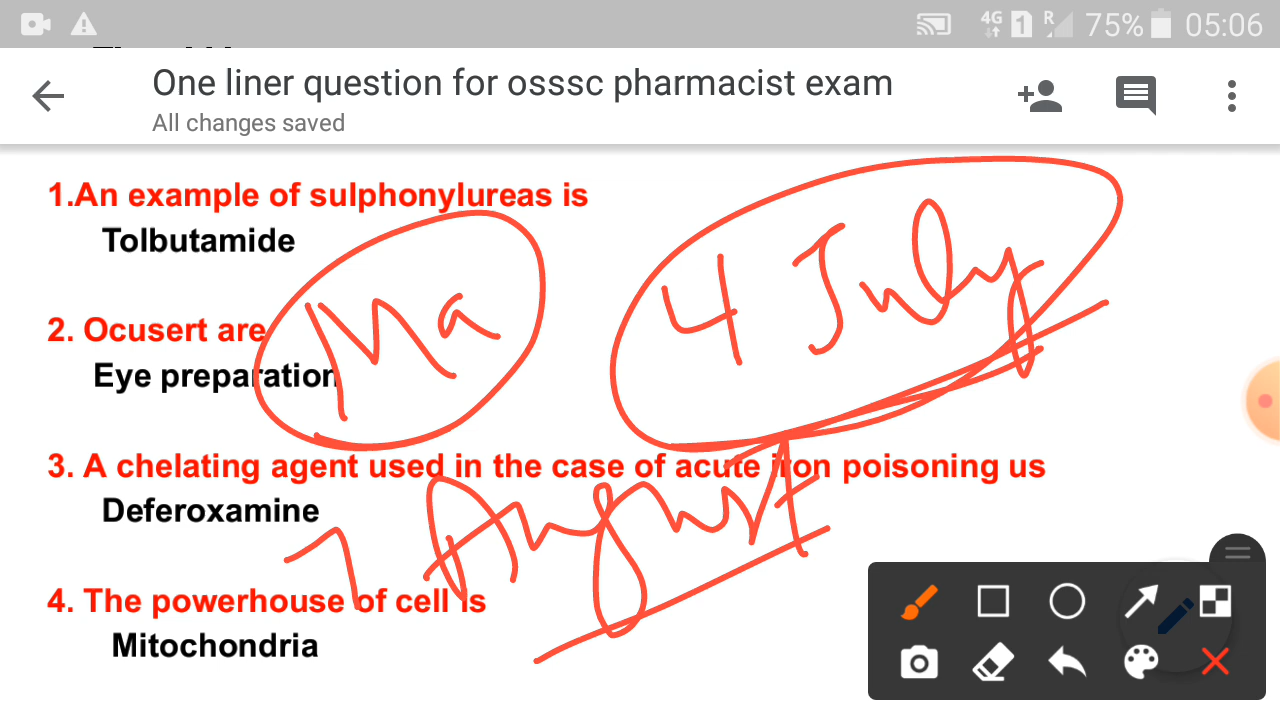 4G 1 R 75% 05:06
One liner question for osssc pharmacist exam
All changes saved
1.An example of sulphonylureas is
Tolbutamide
Ma
4 July
2. Ocusert are
Eye preparation
3. A chelating agent used in the case of acute iron poisoning us
Deferoxamine
7 August
4. The powerhouse of cell is
Mitochondria